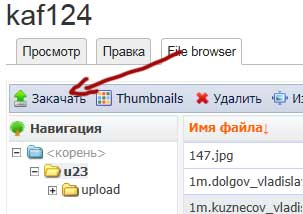 kaf124
Просмотр Правка File browser
Закачать Thumbnails Удалить
Навигация Имя файла↓
<корень> 147.jpg
u23 1m.dolgov_vladisla
upload 1m.kuznecov_vladis